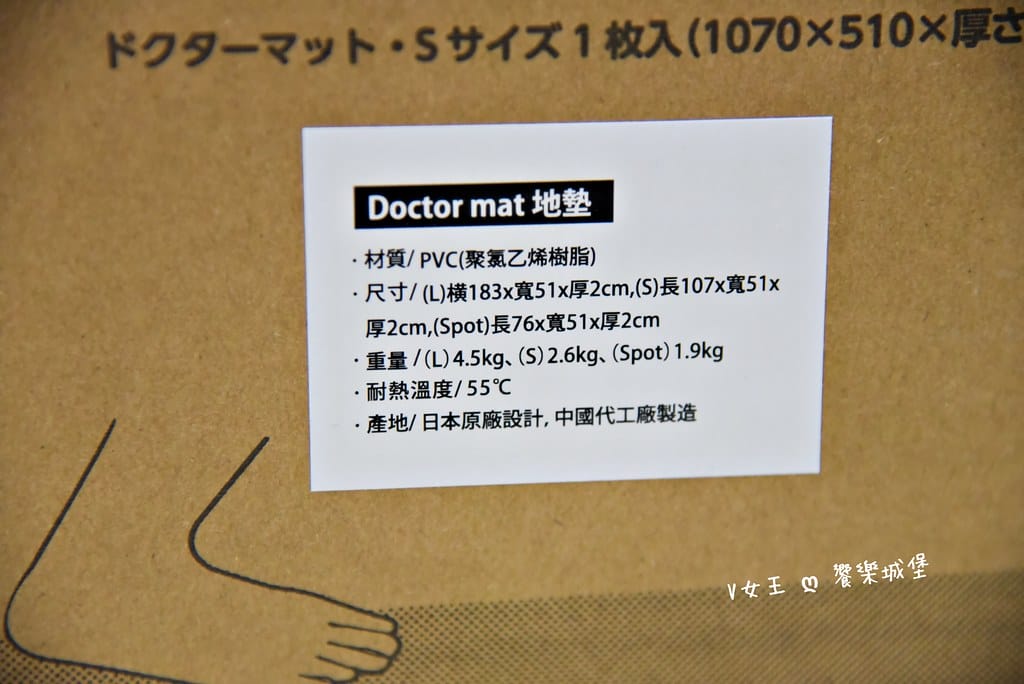 ドクターマット・Sサイズ1枚入(1070×510×厚さ
Doctor mat 地墊
· 材質/ PVC(聚氯乙烯樹脂)
· 尺寸/ (L)橫183x寬51x厚2cm,(S)長107x寬51x
厚2cm,(Spot)長76x寬51x厚2cm
· 重量 /（L）4.5kg、（S）2.6kg、（Spot）1.9kg
· 耐熱溫度/ 55℃
· 產地/ 日本原廠設計, 中國代工廠製造
V女王 ღ 饗樂城堡